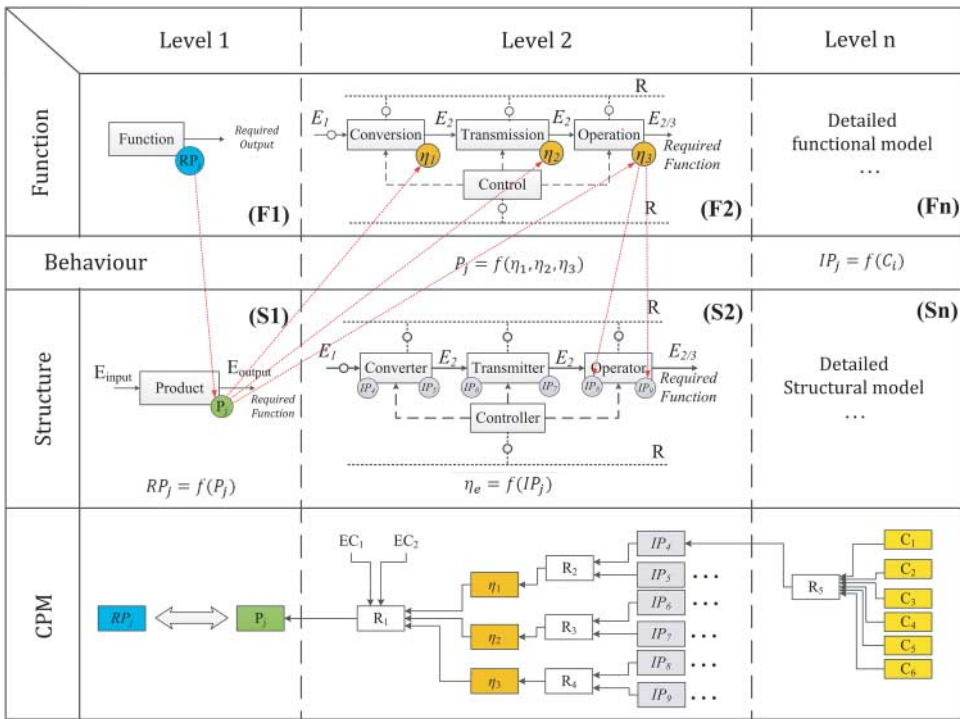 Level 1
Level 2
Level n
Function
Function
Required
Output
RPj
(F1)
R
E1
Conversion
E2
Transmission
E2
Operation
E2/3
Required
Function
η1
η2
η3
Control
R
(F2)
Detailed
functional model
...
(Fn)
Behaviour
Pj = f(η1, η2, η3)
IPj = f(Ci)
Structure
(S1)
Einput
Product
Eoutput
Required
Function
Pj
RPj = f(Pj)
(S2)
R
E1
Converter
E2
Transmitter
E2
Operator
E2/3
Required
Function
IP4
IP5
IP7
IP9
Controller
R
ηe = f(IPj)
(Sn)
Detailed
Structural model
...
CPM
RPj
Pj
EC1
EC2
R1
η1
η2
η3
R2
R3
R4
IP4
IP5 ...
IP6
IP7 ...
IP8
IP9 ...
R5
C1
C2
C3
C4
C5
C6